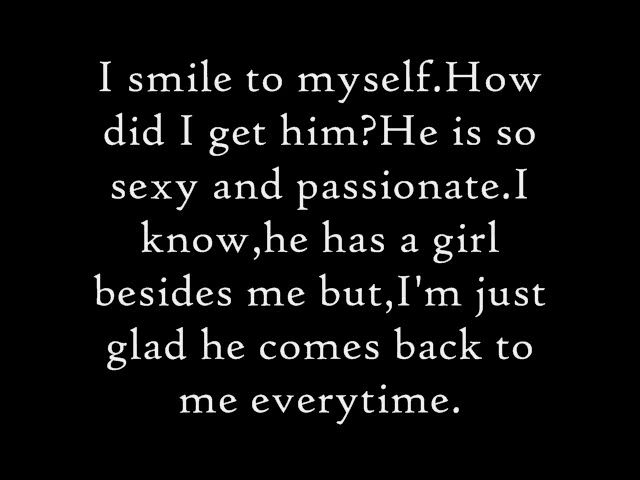 I smile to myself.How
did I get him?He is so
sexy and passionate.I
know,he has a girl
besides me but,I'm just
glad he comes back to
me everytime.